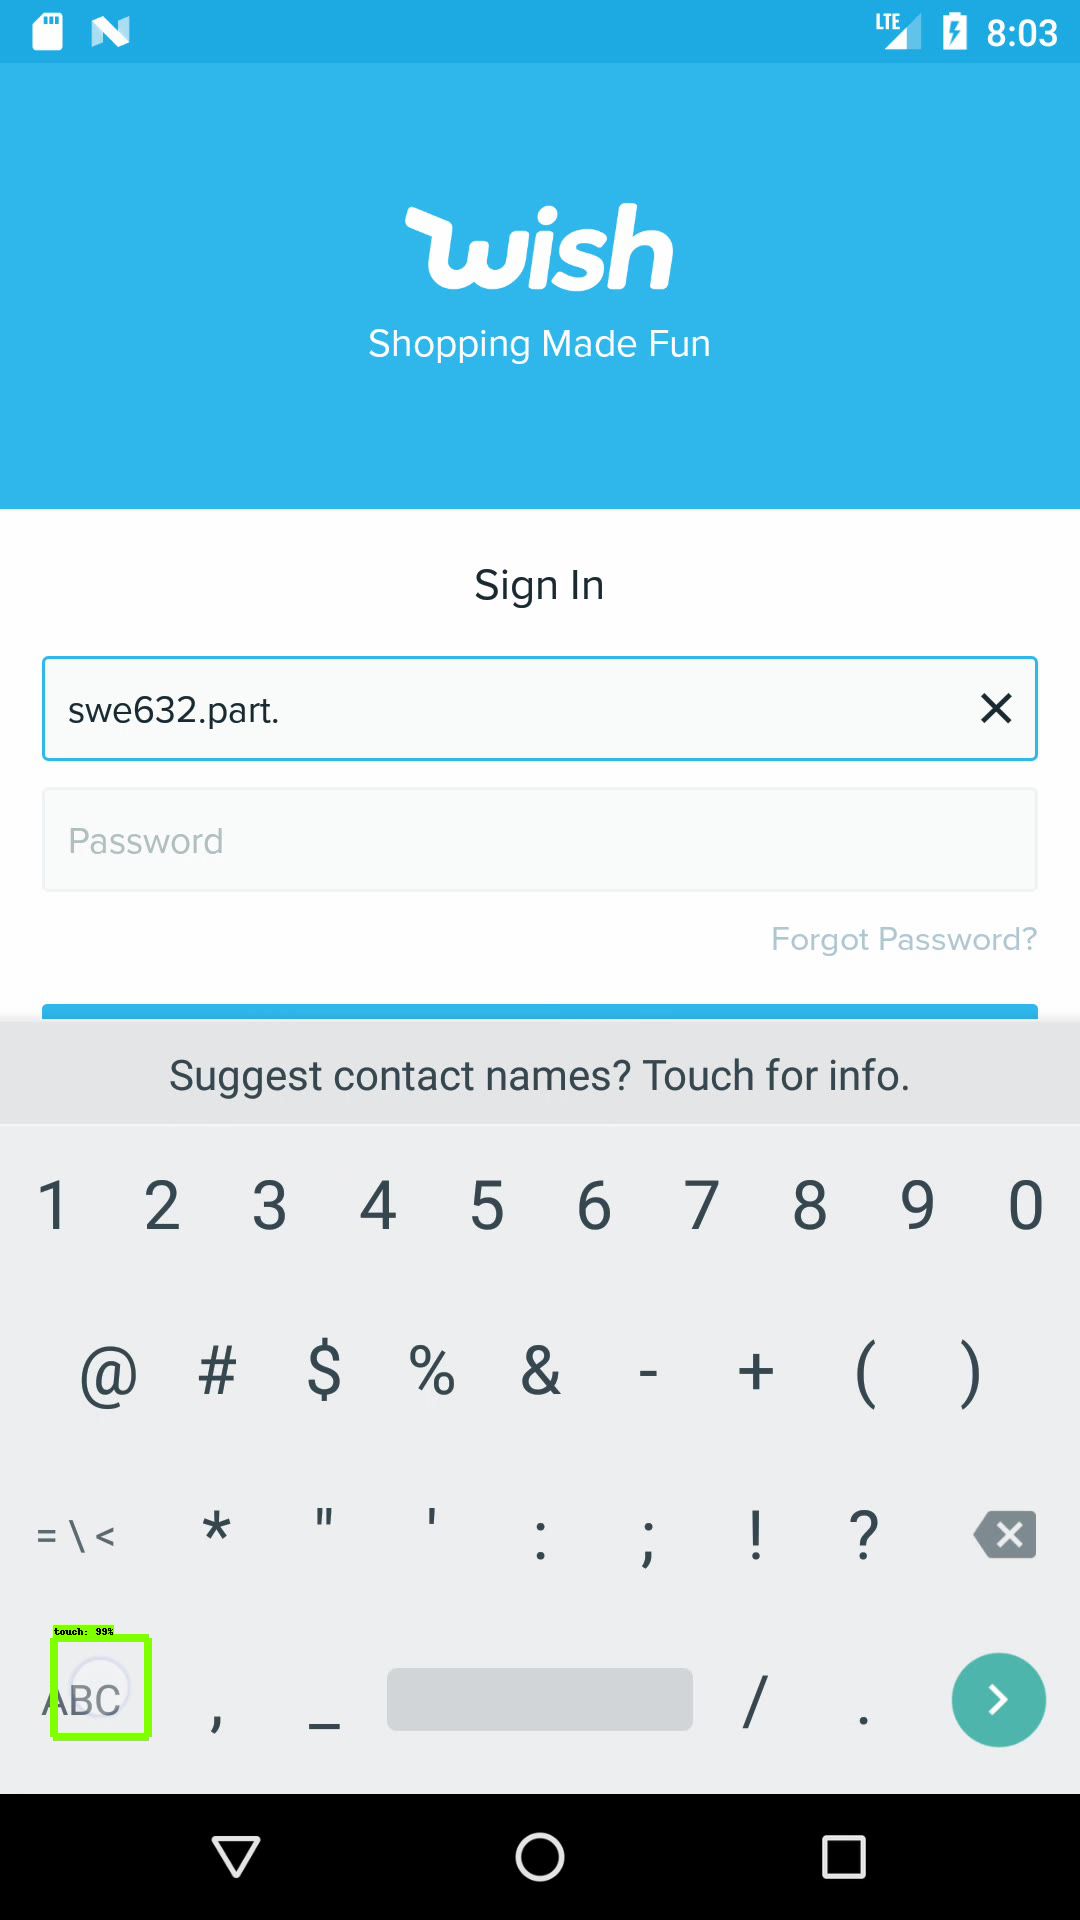 LTE 8:03
wish
Shopping Made Fun
Sign In
swe632.part.
Password
Forgot Password?
Suggest contact names? Touch for info.
1 2 3 4 5 6 7 8 9 0
@ # $ % & - + ( )
= \ < * " ' : ; ! ?
touch: 99%
ABC , _ / .